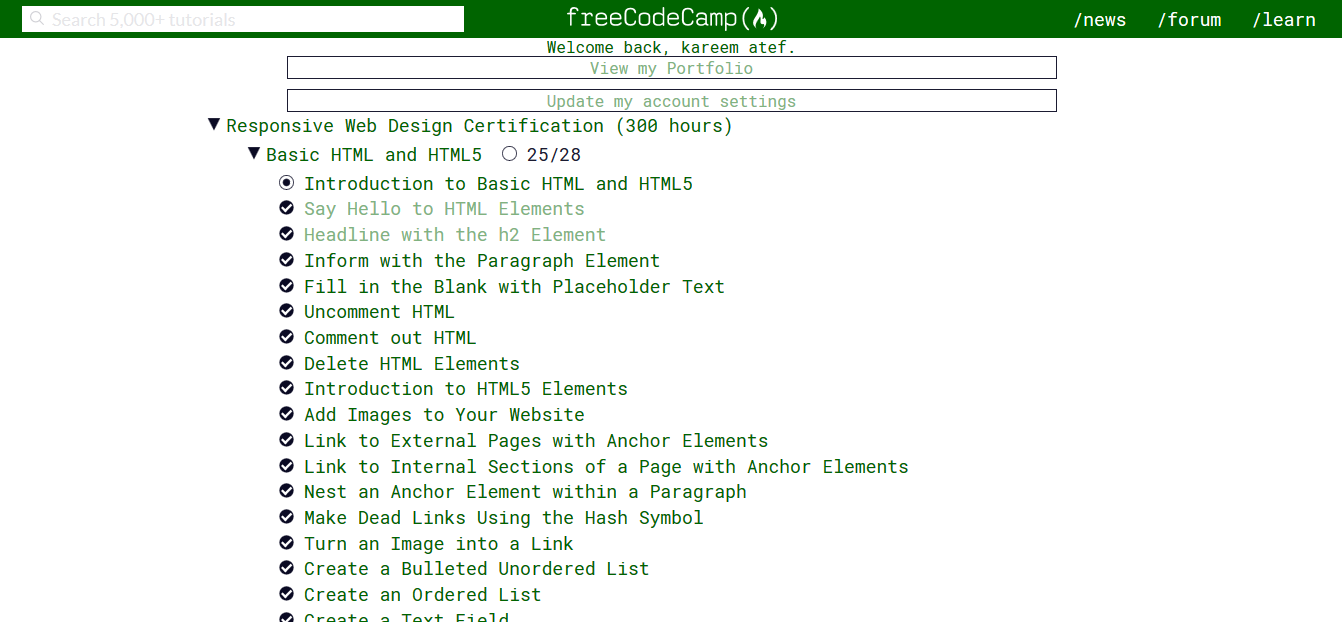 Search 5,000+ tutorials
freeCodeCamp(🔥)
/news /forum /learn
Welcome back, kareem atef.
View my Portfolio
Update my account settings
Responsive Web Design Certification (300 hours)
Basic HTML and HTML5 25/28
Introduction to Basic HTML and HTML5
Say Hello to HTML Elements
Headline with the h2 Element
Inform with the Paragraph Element
Fill in the Blank with Placeholder Text
Uncomment HTML
Comment out HTML
Delete HTML Elements
Introduction to HTML5 Elements
Add Images to Your Website
Link to External Pages with Anchor Elements
Link to Internal Sections of a Page with Anchor Elements
Nest an Anchor Element within a Paragraph
Make Dead Links Using the Hash Symbol
Turn an Image into a Link
Create a Bulleted Unordered List
Create an Ordered List
Create a Text Field